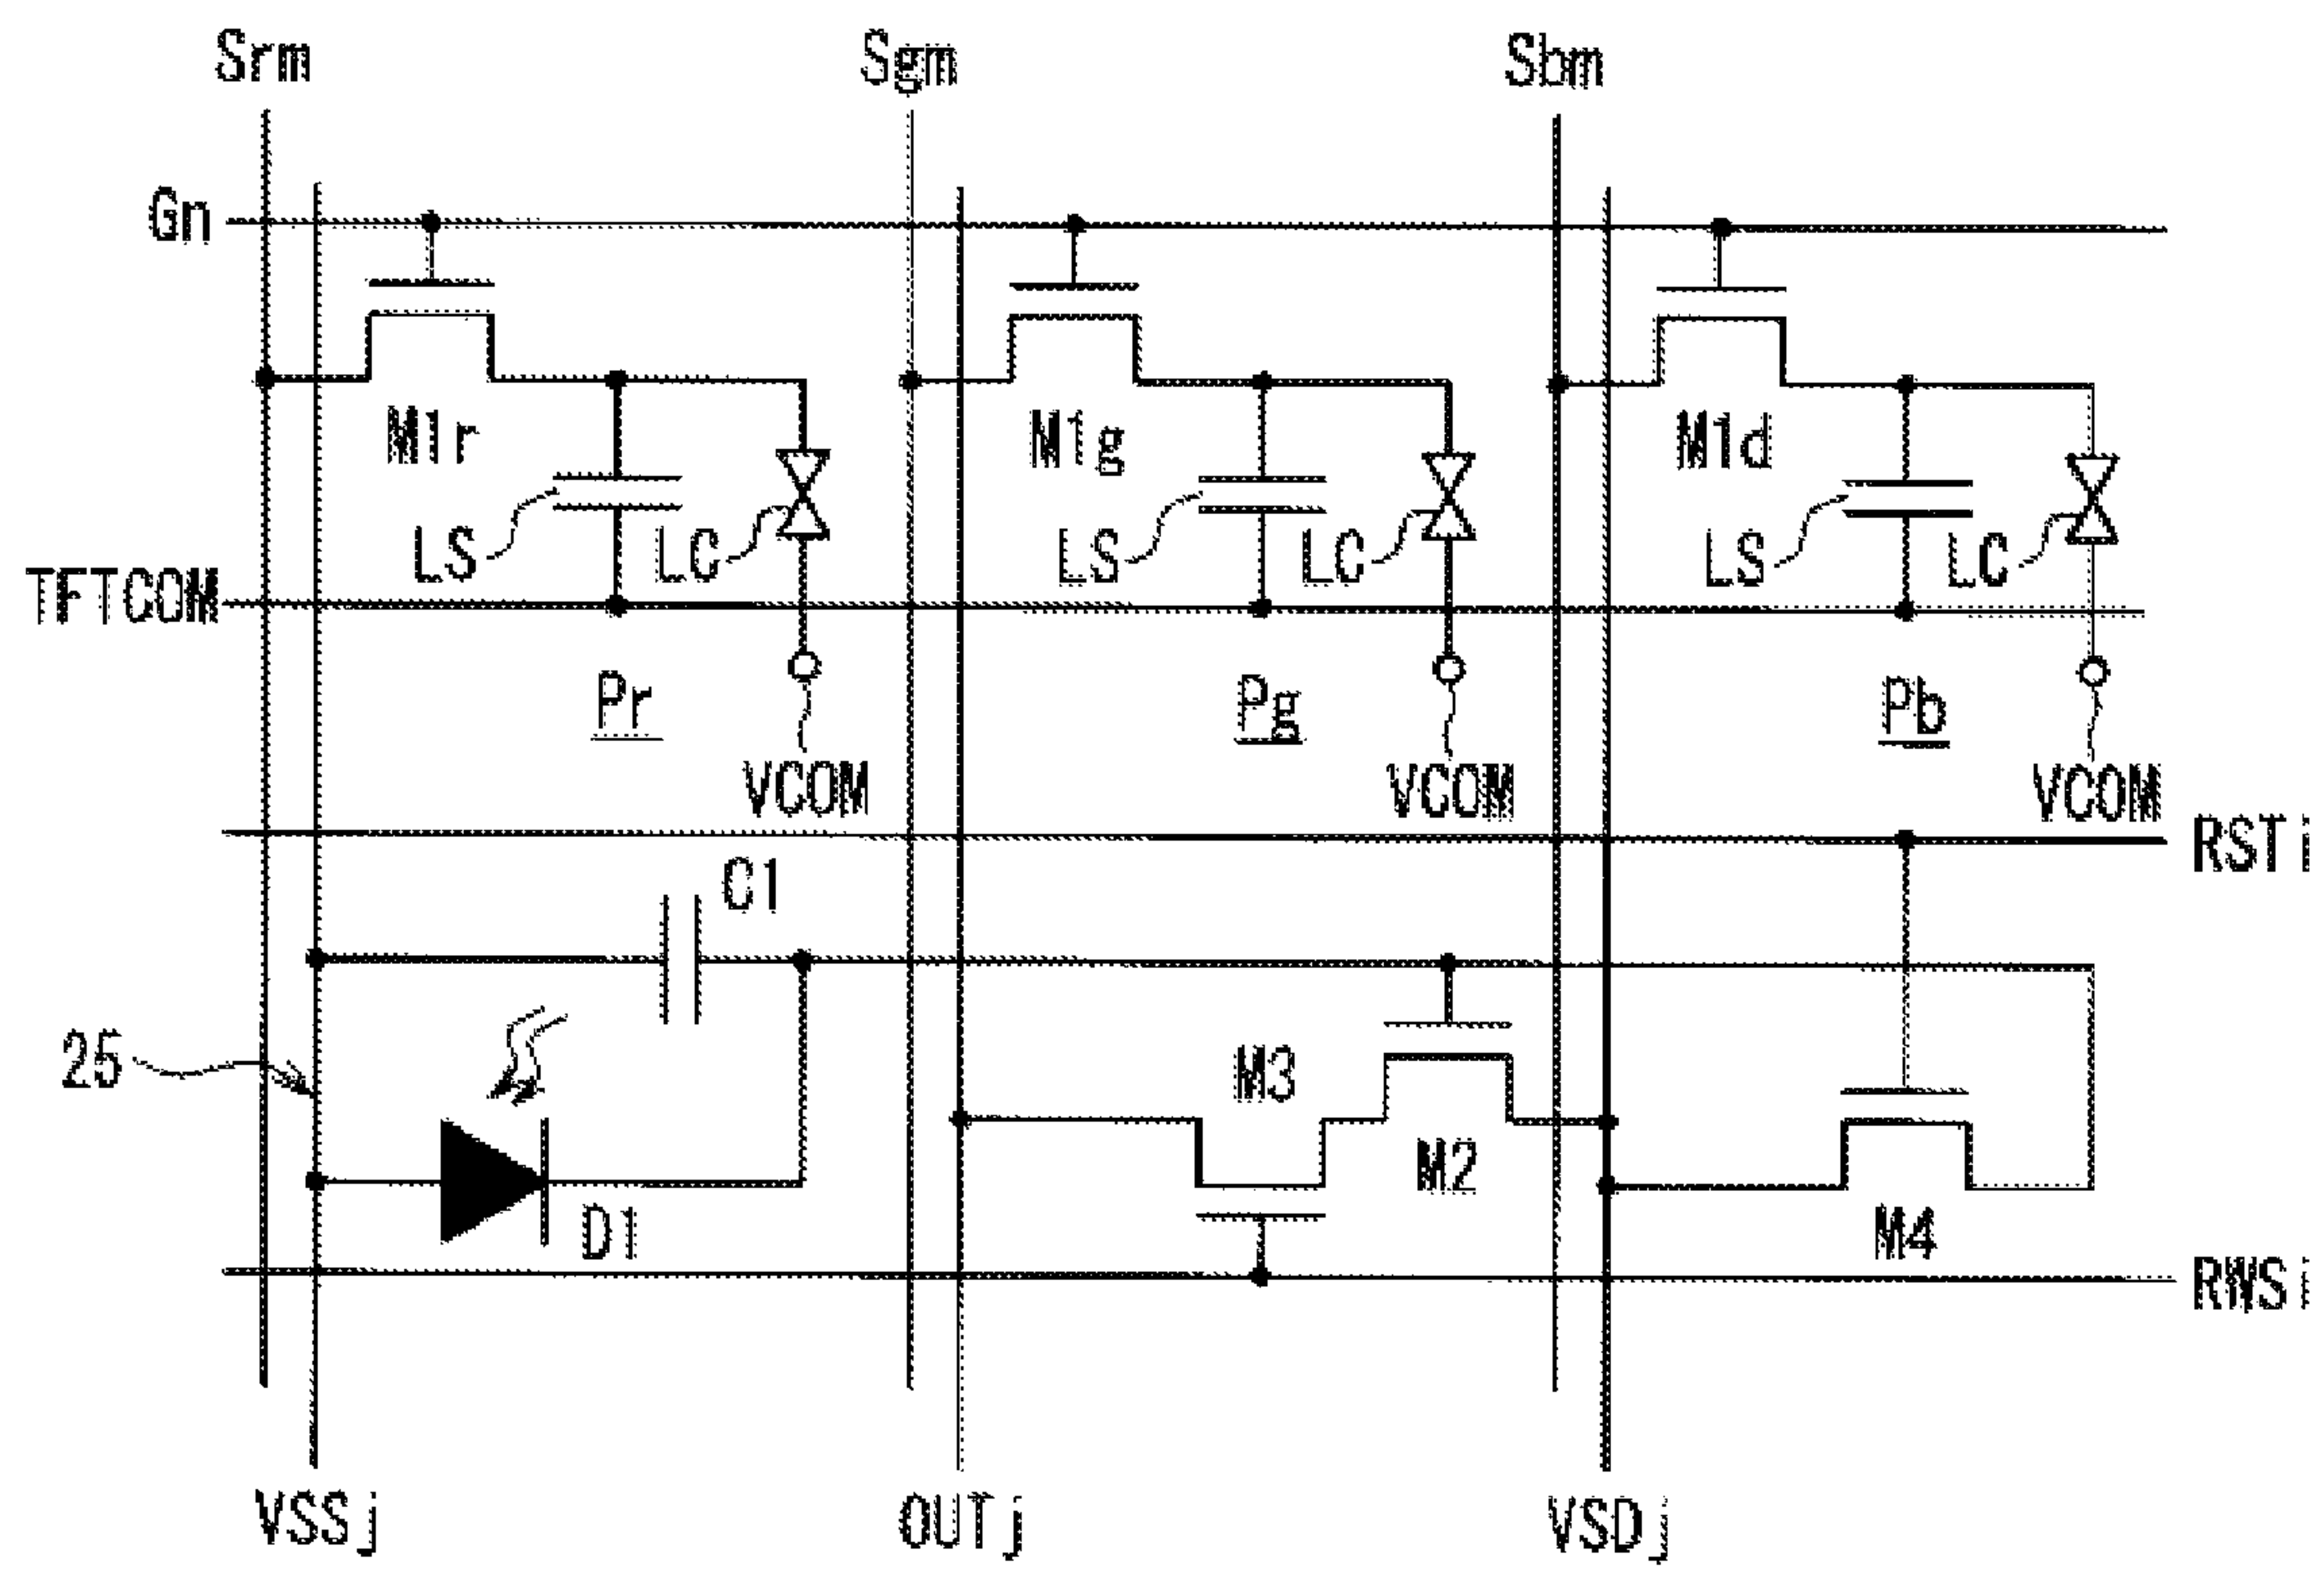 Srm Sgm Sbm
Gn
M1r M1g M1d
LS LC LS LC LS LC
TFTCOM
Pr Pg Pb
VCOM VCOM VCOM
RSTi
C1
25
M3
M2
D1
M4
RWSi
VSSj OUTj VSDj